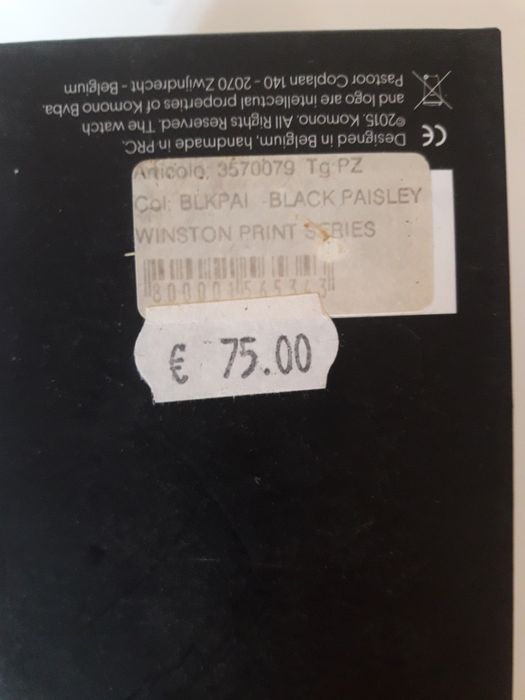 Designed in Belgium, handmade in PRC.
©2015. Komono. All Rights Reserved. The watch
and logo are intellectual properties of Komono Bvba.
Pastoor Coplaan 140 - 2070 Zwijndrecht - Belgium
CE
Articolo: 3570079 Tg:PZ
Col: BLKPAI -BLACK PAISLEY
WINSTON PRINT SERIES
8000001565343
€ 75.00